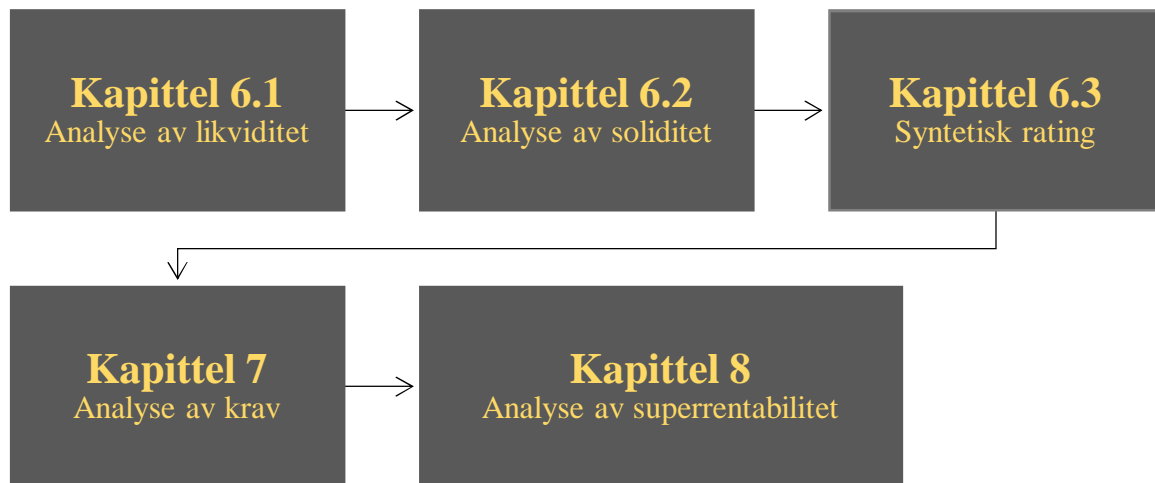 Kapittel 6.1
Analyse av likviditet
Kapittel 6.2
Analyse av soliditet
Kapittel 6.3
Syntetisk rating
Kapittel 7
Analyse av krav
Kapittel 8
Analyse av superrentabilitet